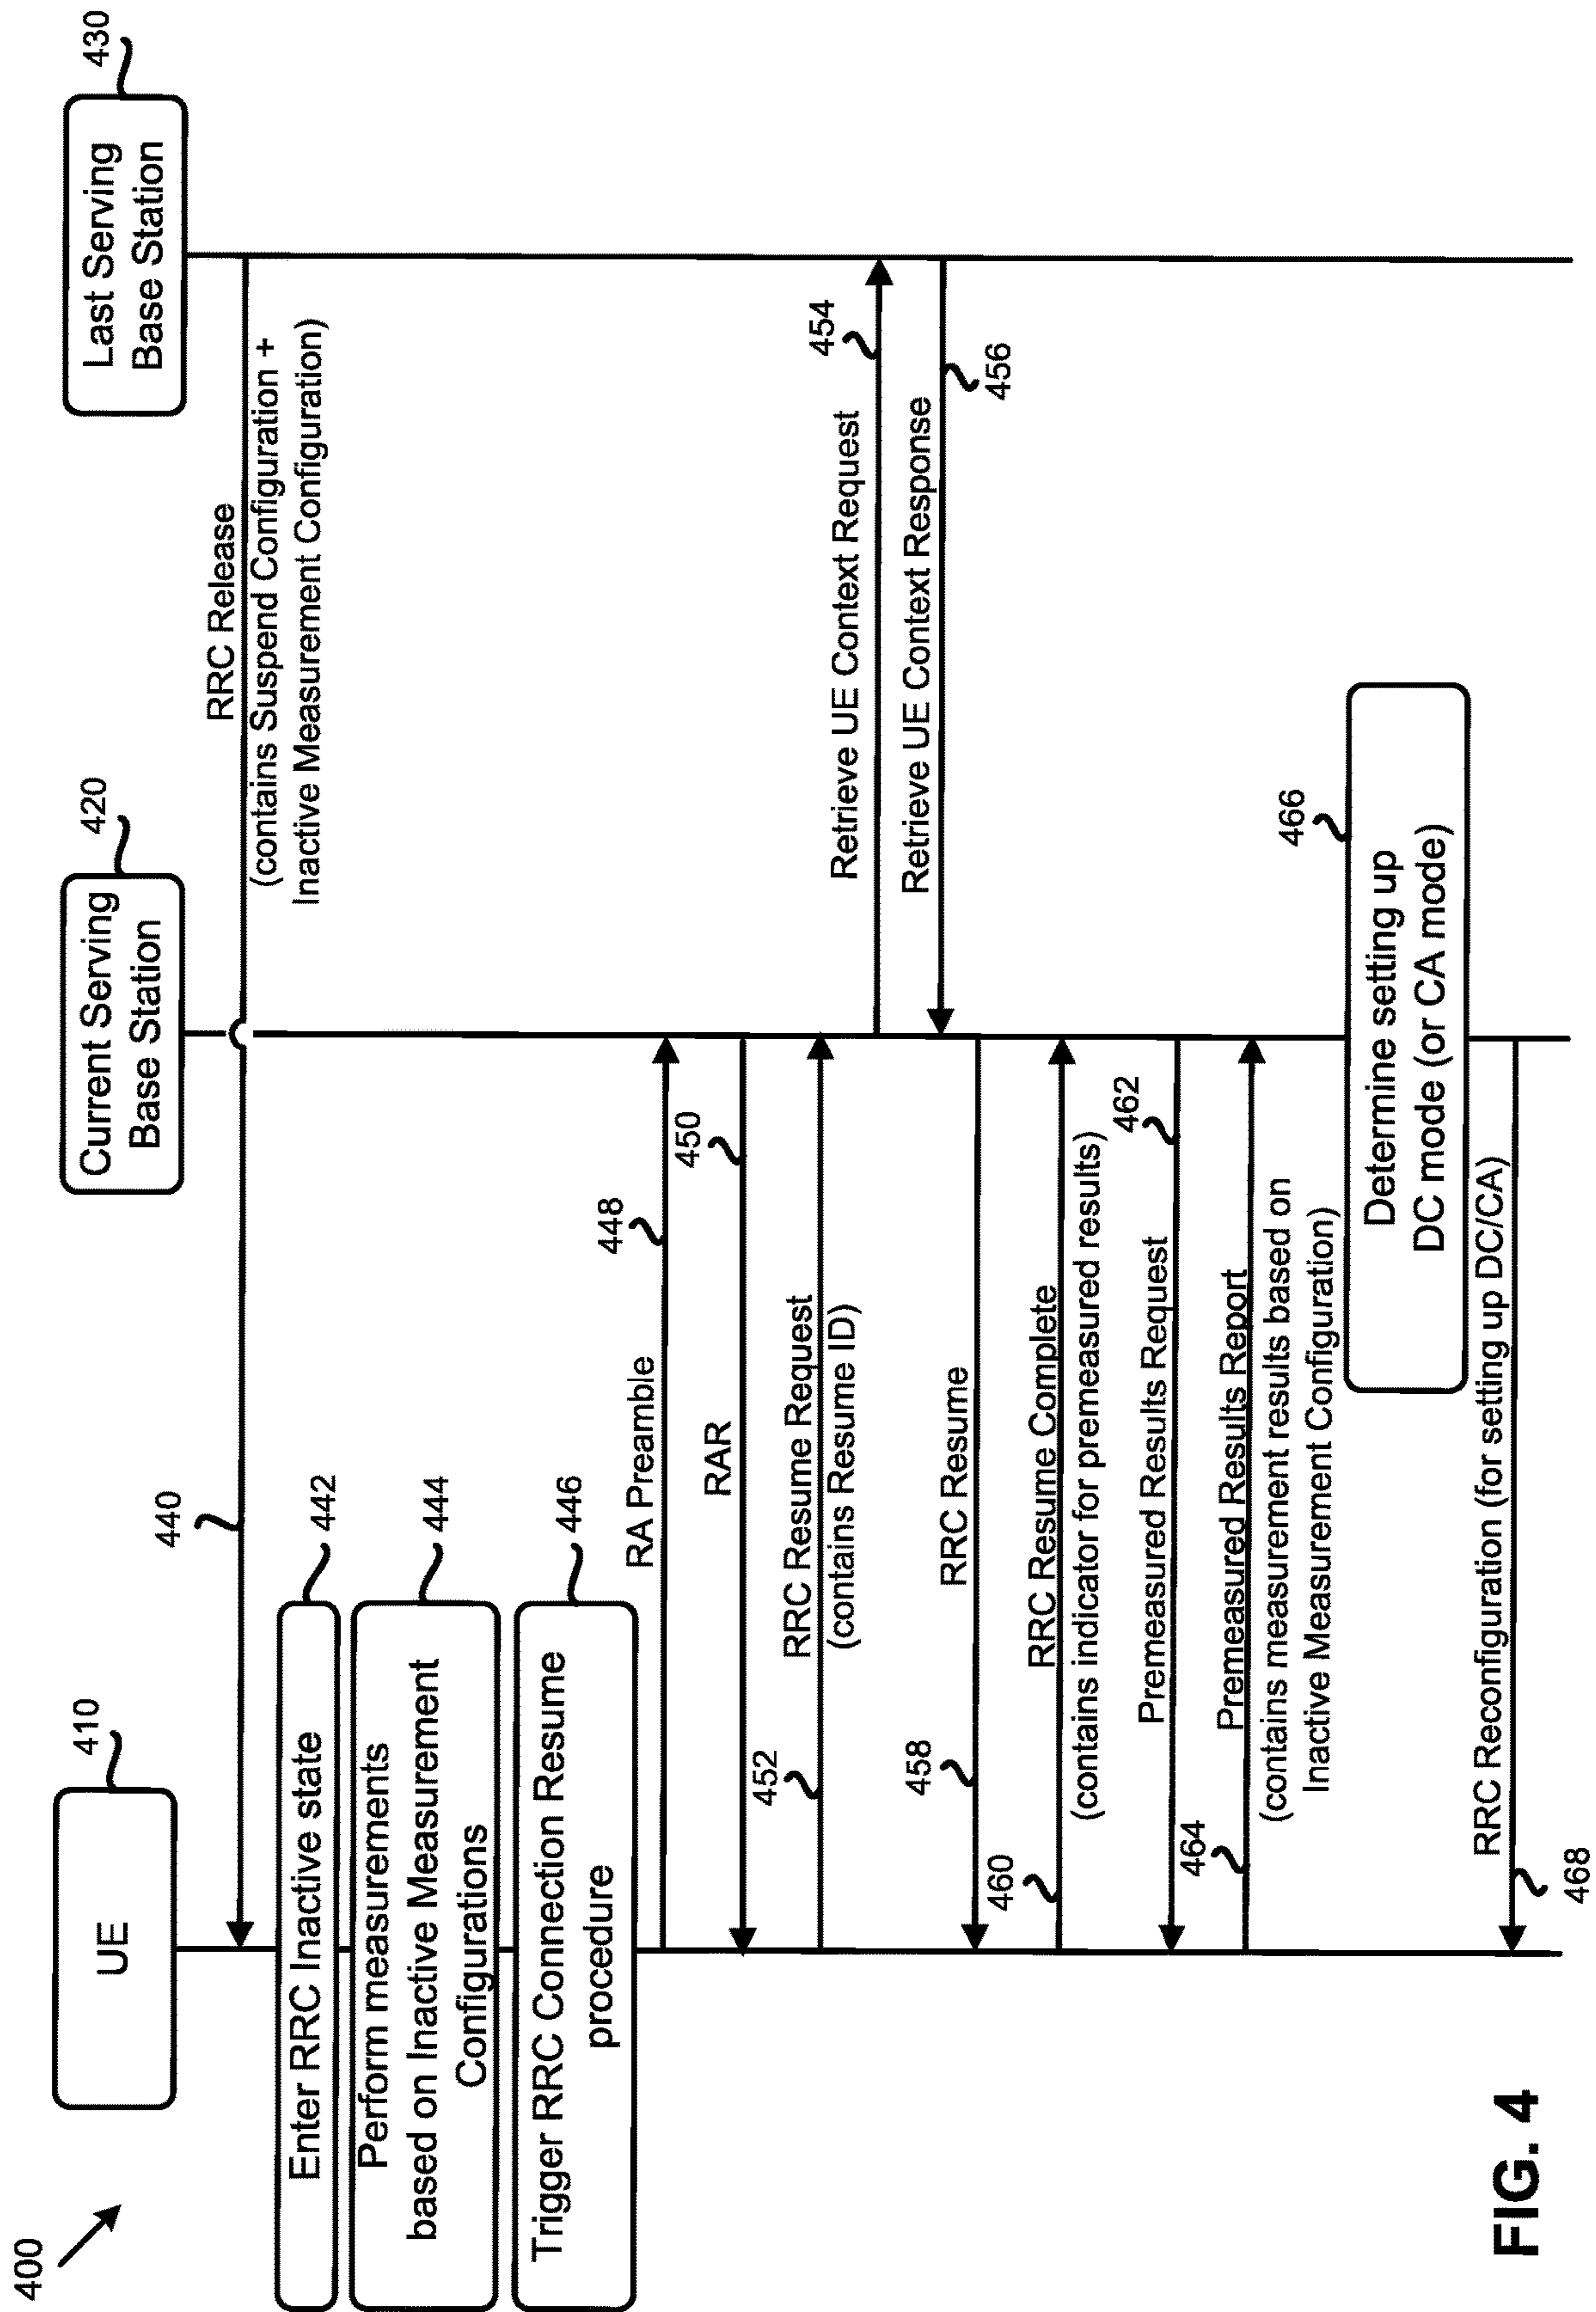 400
UE
410
Current Serving
Base Station
420
Last Serving
Base Station
430
440
RRC Release
(contains Suspend Configuration +
Inactive Measurement Configuration)
Enter RRC Inactive state
442
Perform measurements
based on Inactive Measurement
Configurations
444
Trigger RRC Connection Resume
procedure
446
RA Preamble
448
RAR
450
452
RRC Resume Request
(contains Resume ID)
Retrieve UE Context Request
454
Retrieve UE Context Response
456
458
RRC Resume
460
RRC Resume Complete
(contains indicator for premeasured results)
Premeasured Results Request
462
464
Premeasured Results Report
(contains measurement results based on
Inactive Measurement Configuration)
Determine setting up
DC mode (or CA mode)
466
RRC Reconfiguration (for setting up DC/CA)
468
FIG. 4